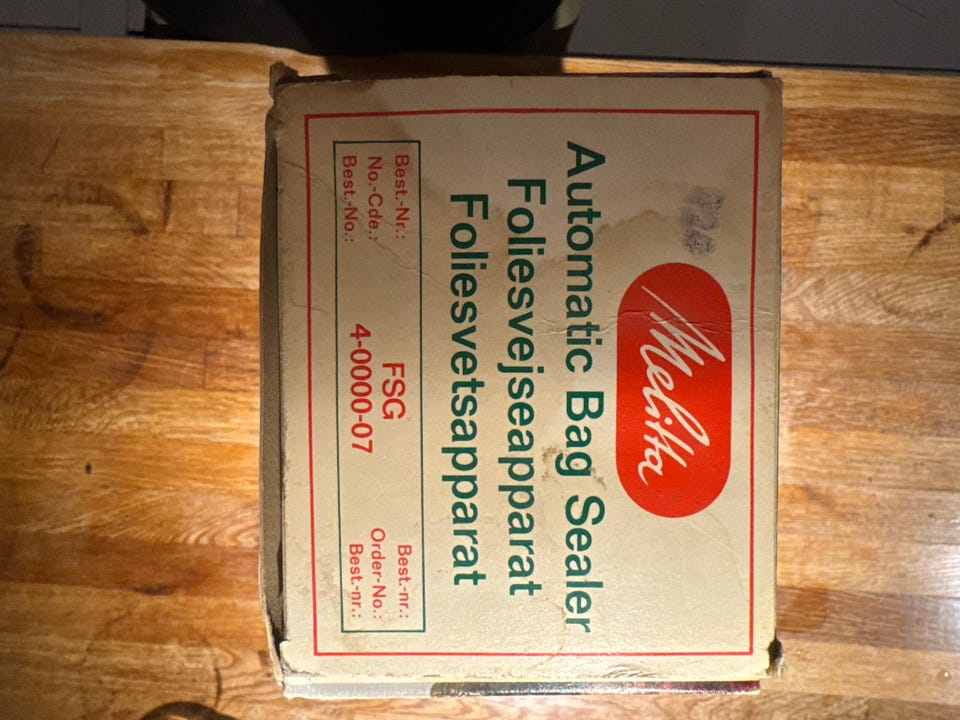 Melitta
Automatic Bag Sealer
Foliesvejseapparat
Foliesvetsapparat
Best.-Nr.: Best.-nr.:
No.-Cde.: FSG Order-No.:
Best.-No.: 4-0000-07 Best.-nr.: